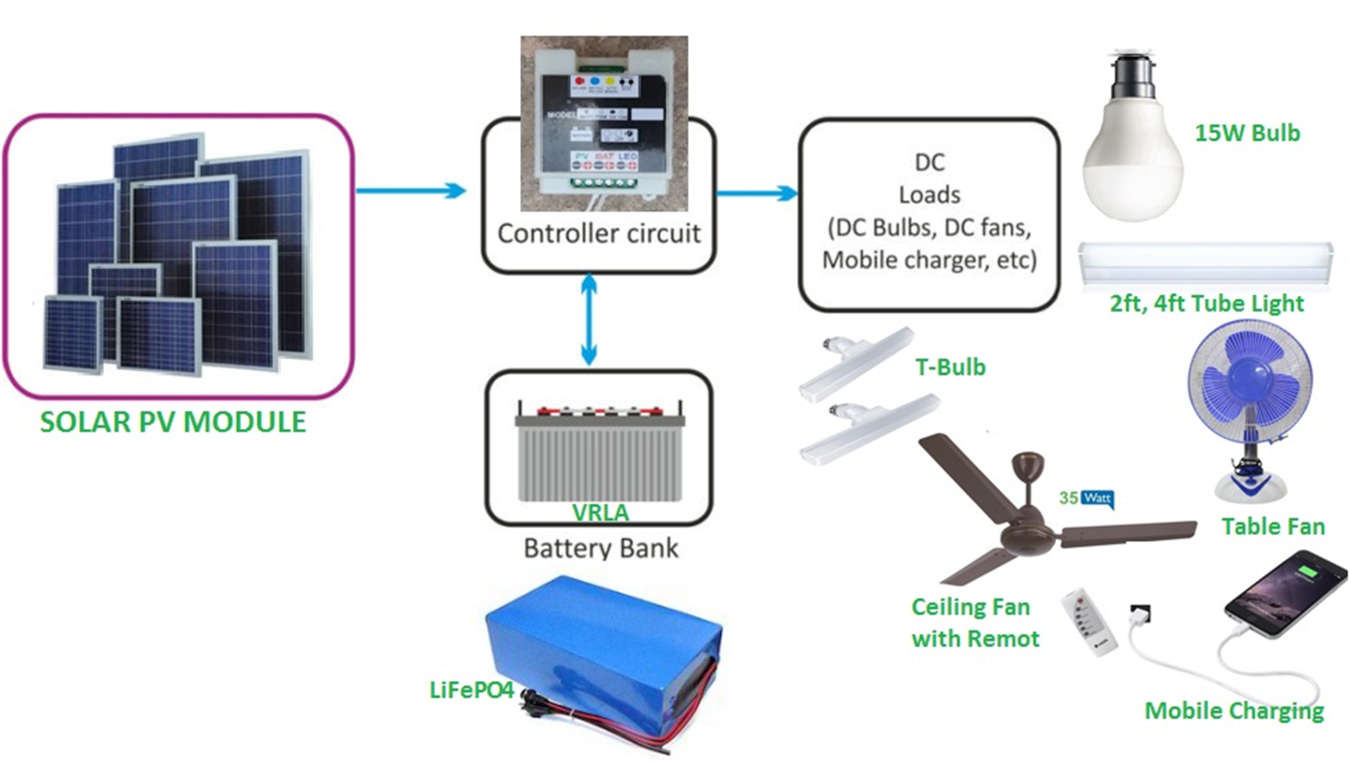 MODEL
PV BAT LED
Controller circuit
DC
Loads
(DC Bulbs, DC fans,
Mobile charger, etc)
15W Bulb
2ft, 4ft Tube Light
SOLAR PV MODULE
T-Bulb
VRLA
Battery Bank
35 Watt
Table Fan
Ceiling Fan
with Remot
LiFePO4
Mobile Charging